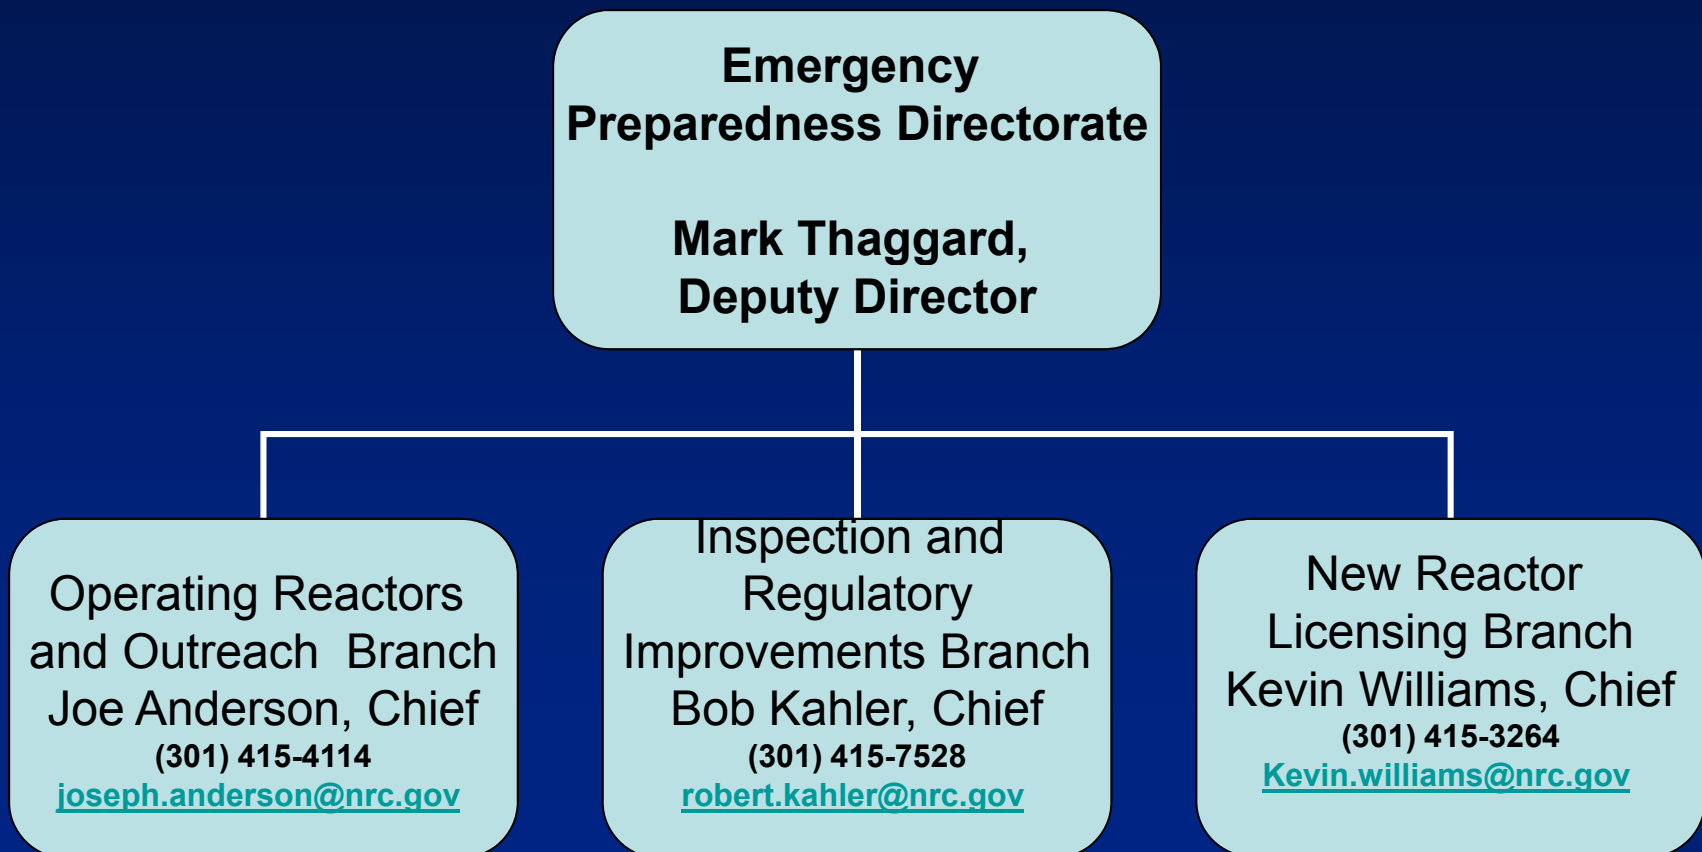 Emergency
Preparedness Directorate
Mark Thaggard,
Deputy Director
Operating Reactors
and Outreach Branch
Joe Anderson, Chief
(301) 415-4114
joseph.anderson@nrc.gov
Inspection and
Regulatory
Improvements Branch
Bob Kahler, Chief
(301) 415-7528
robert.kahler@nrc.gov
New Reactor
Licensing Branch
Kevin Williams, Chief
(301) 415-3264
Kevin.williams@nrc.gov